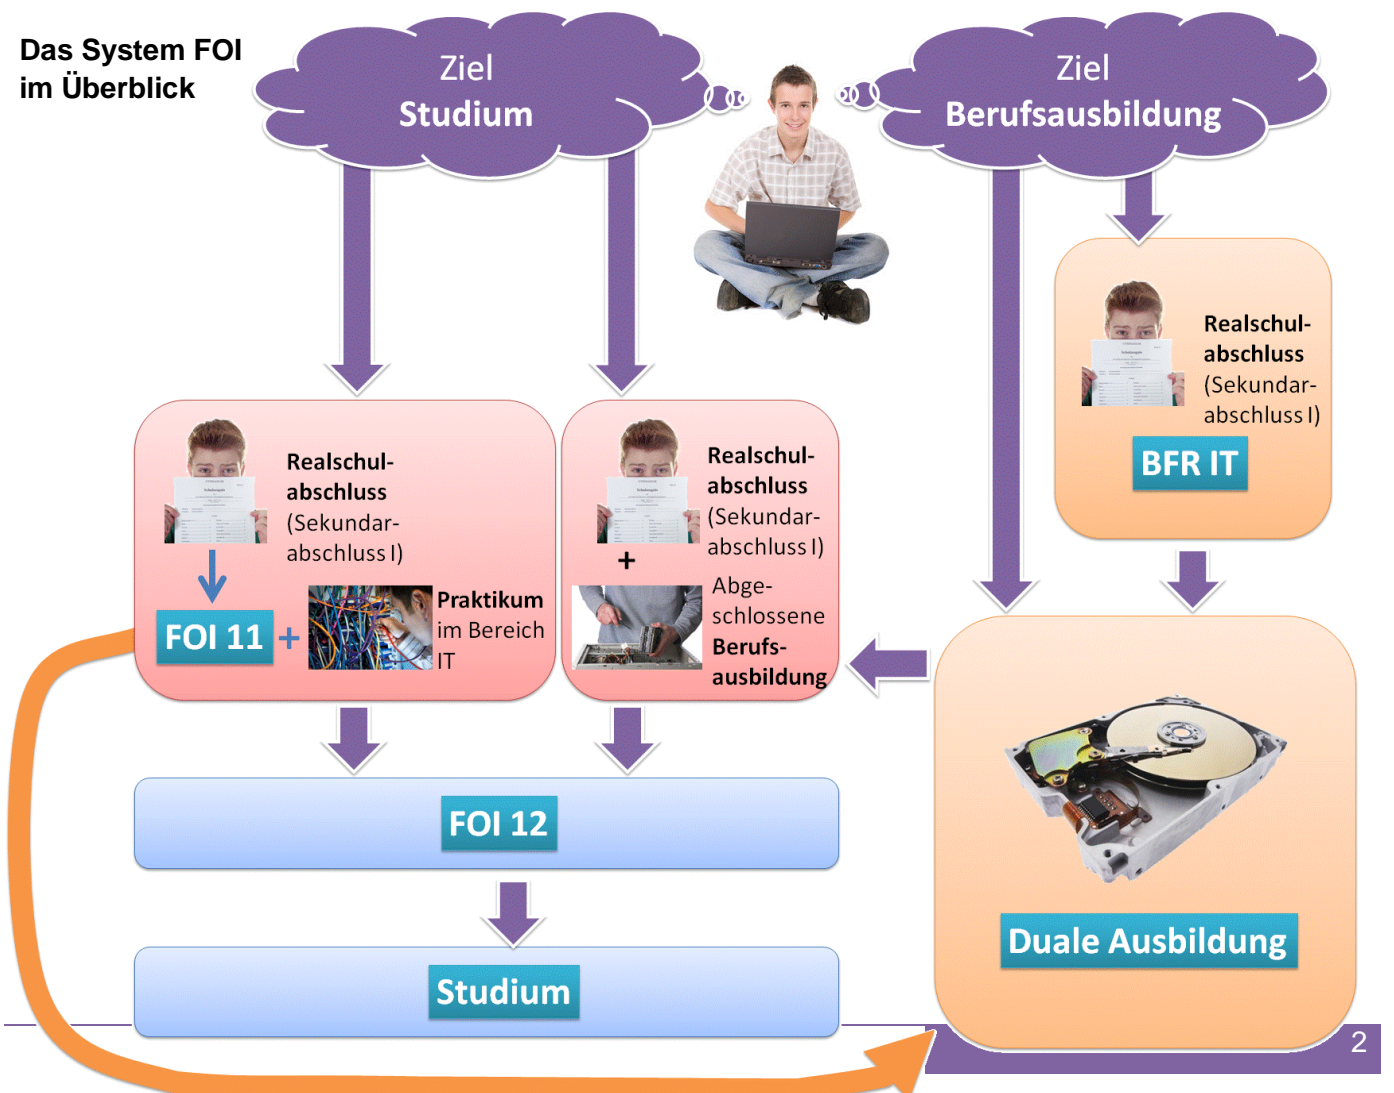 Das System FOI
im Überblick
Ziel
Studium
Ziel
Berufsausbildung
Realschul-
abschluss
(Sekundar-
abschluss I)
BFR IT
Realschul-
abschluss
(Sekundar-
abschluss I)
FOI 11
+
Praktikum
im Bereich
IT
Realschul-
abschluss
(Sekundar-
abschluss I)
+
Abge-
schlossene
Berufs-
ausbildung
FOI 12
Studium
Duale Ausbildung
2